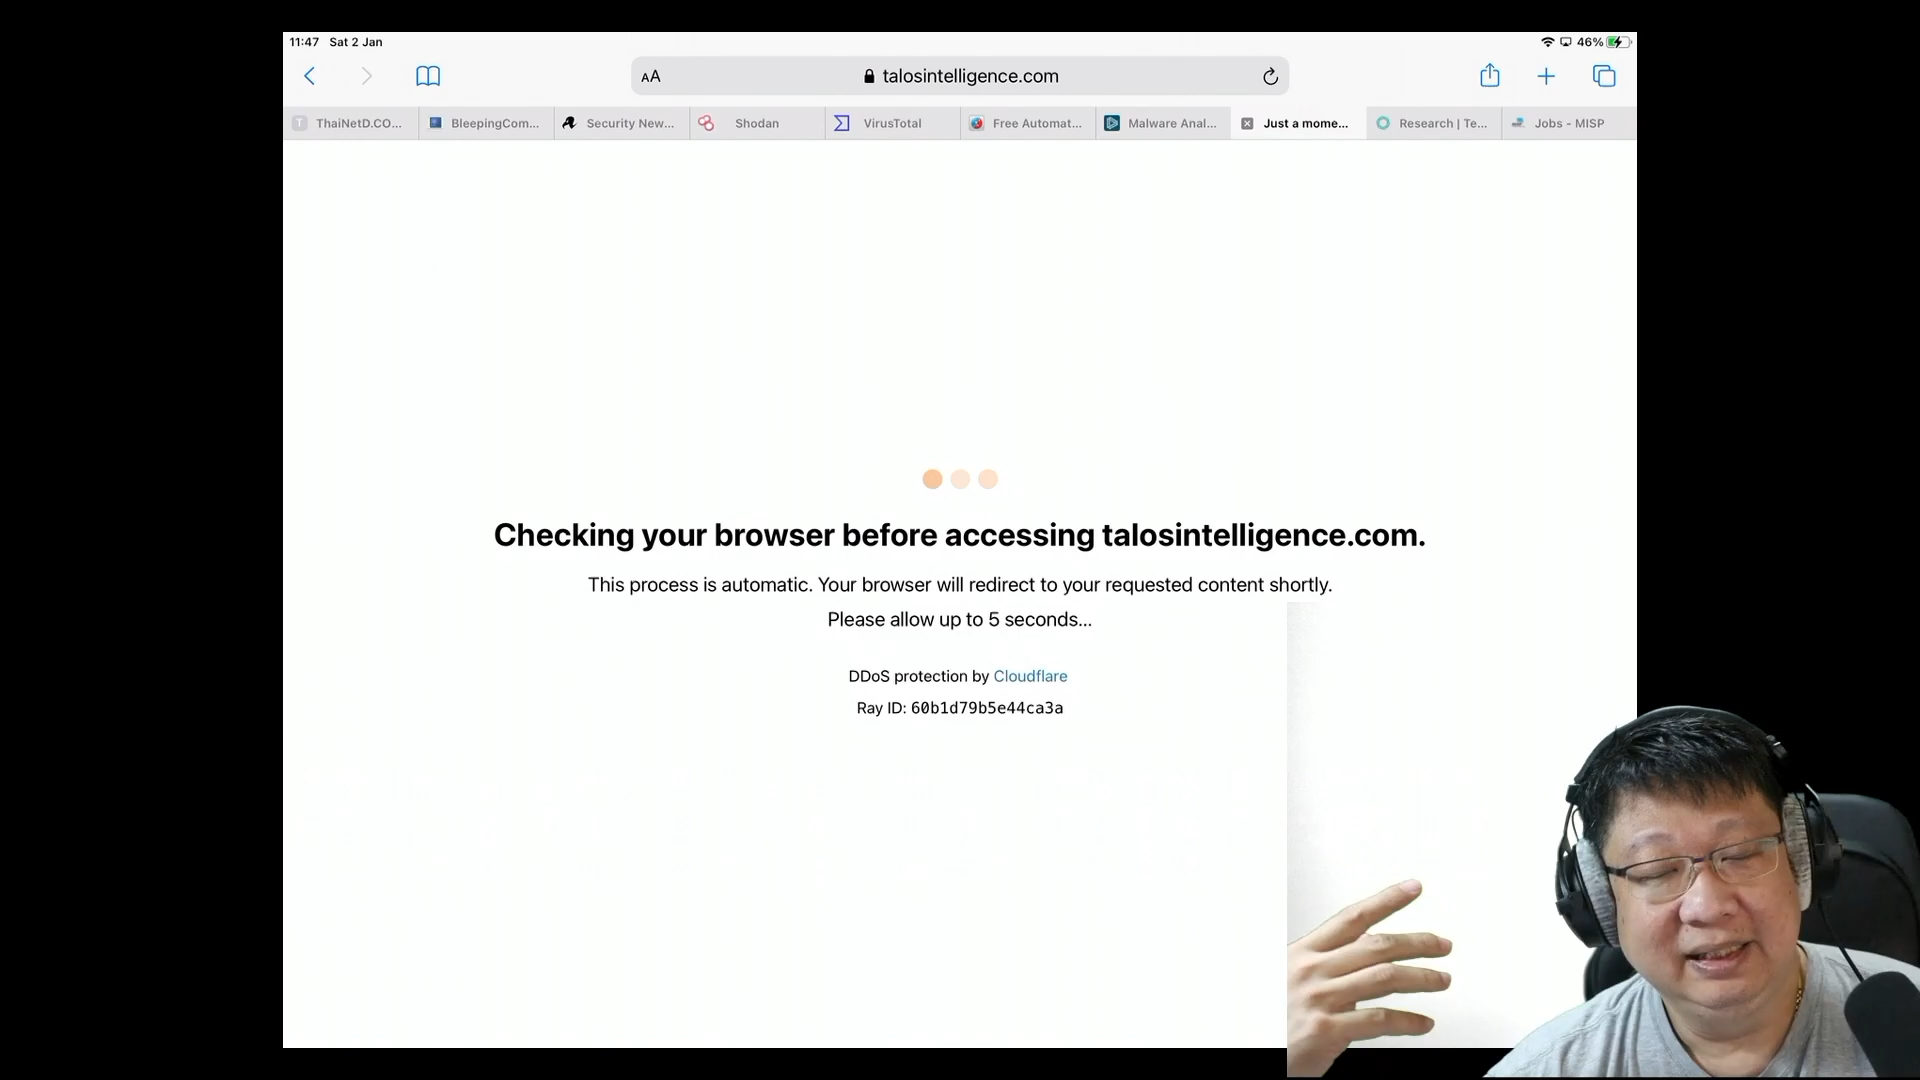 11:47 Sat 2 Jan
46%
AA talosintelligence.com
ThaiNetD.CO... BleepingCom... Security New... Shodan VirusTotal Free Automat... Malware Anal... Just a mome... Research | Te... Jobs - MISP
Checking your browser before accessing talosintelligence.com.
This process is automatic. Your browser will redirect to your requested content shortly.
Please allow up to 5 seconds...
DDoS protection by Cloudflare
Ray ID: 60b1d79b5e44ca3a